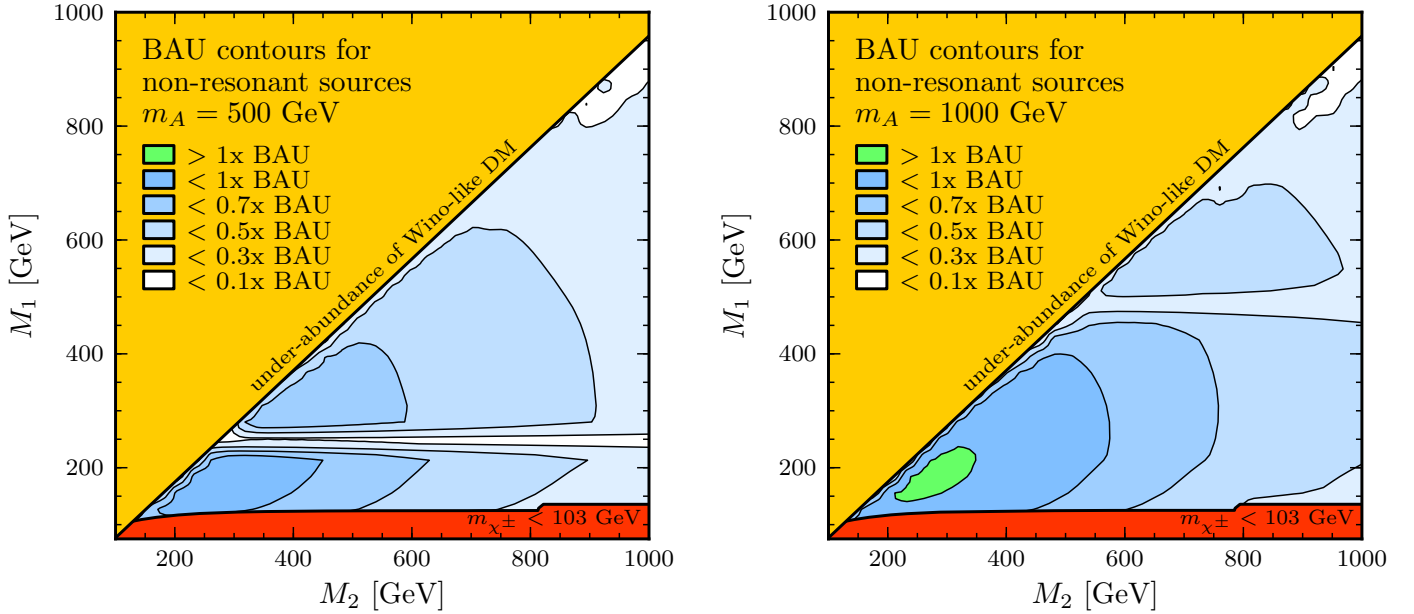 BAU contours for
non-resonant sources
m_A = 500 GeV
> 1x BAU
< 1x BAU
< 0.7x BAU
< 0.5x BAU
< 0.3x BAU
< 0.1x BAU
under-abundance of Wino-like DM
m_χ± < 103 GeV
1000
800
600
400
200
M_1 [GeV]
200 400 600 800 1000
M_2 [GeV]
BAU contours for
non-resonant sources
m_A = 1000 GeV
> 1x BAU
< 1x BAU
< 0.7x BAU
< 0.5x BAU
< 0.3x BAU
< 0.1x BAU
under-abundance of Wino-like DM
m_χ± < 103 GeV
1000
800
600
400
200
M_1 [GeV]
200 400 600 800 1000
M_2 [GeV]